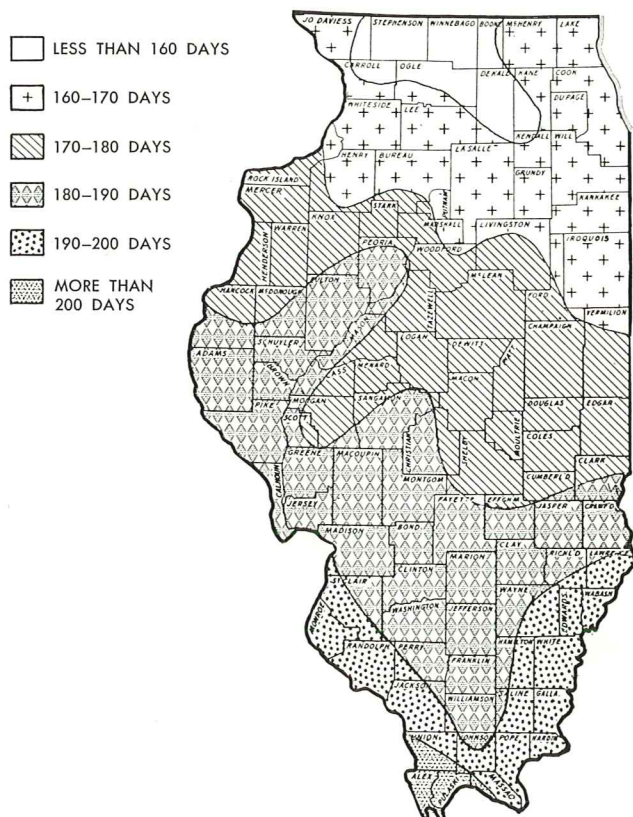 LESS THAN 160 DAYS
160–170 DAYS
170–180 DAYS
180–190 DAYS
190–200 DAYS
MORE THAN
200 DAYS
JO DAVIESS
STEPHENSON
WINNEBAGO
BOONE
McHENRY
LAKE
CARROLL
OGLE
DEKALB
KANE
COOK
DUPAGE
WHITESIDE
LEE
KENDALL
WILL
ROCK ISLAND
HENRY
BUREAU
LASALLE
GRUNDY
MERCER
PUTNAM
KANKAKEE
KNOX
STARK
MARSHALL
LIVINGSTON
HENDERSON
WARREN
PEORIA
WOODFORD
IROQUOIS
HANCOCK
McDONOUGH
FULTON
TAZEWELL
McLEAN
FORD
VERMILION
SCHUYLER
MASON
LOGAN
DEWITT
CHAMPAIGN
ADAMS
BROWN
CASS
MENARD
MACON
PIATT
PIKE
SCOTT
MORGAN
SANGAMON
DOUGLAS
EDGAR
CHRISTIAN
SHELBY
MOULTRIE
COLES
CALHOUN
GREENE
MACOUPIN
MONTGOM
CUMBERL'D
CLARK
JERSEY
FAYETTE
EFFGHM
JASPER
CRAWF'D
MADISON
BOND
CLAY
RICHL'D
LAWRENCE
CLINTON
MARION
ST CLAIR
WAYNE
EDWARDS
WABASH
MONROE
WASHINGTON
JEFFERSON
RANDOLPH
PERRY
HAMILTON
WHITE
FRANKLIN
JACKSON
WILLIAMSON
SALINE
GALLA.
UNION
JOHNSON
POPE
HARDIN
ALEX
PULASKI
MASSAC